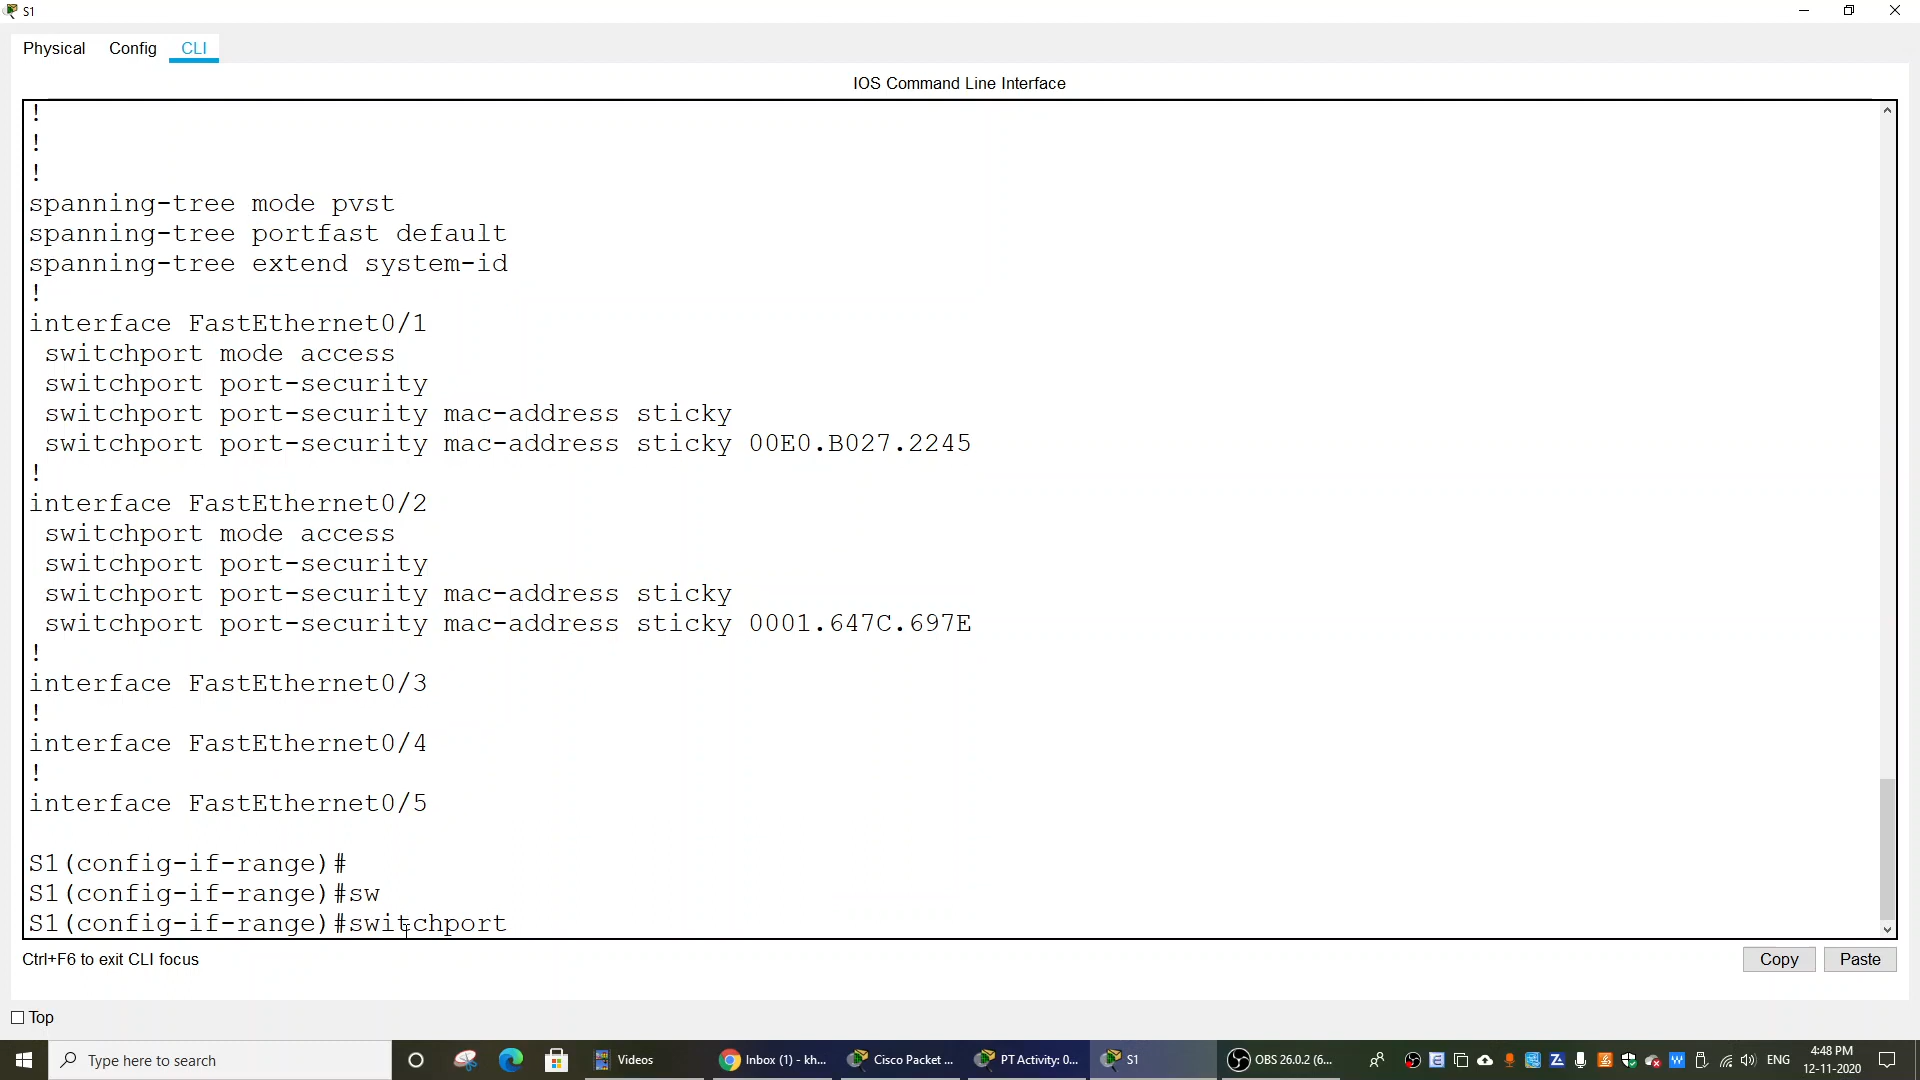 S1
Physical Config CLI
IOS Command Line Interface
!
!
!
spanning-tree mode pvst
spanning-tree portfast default
spanning-tree extend system-id
!
interface FastEthernet0/1
switchport mode access
switchport port-security
switchport port-security mac-address sticky
switchport port-security mac-address sticky 00E0.B027.2245
!
interface FastEthernet0/2
switchport mode access
switchport port-security
switchport port-security mac-address sticky
switchport port-security mac-address sticky 0001.647C.697E
!
interface FastEthernet0/3
!
interface FastEthernet0/4
!
interface FastEthernet0/5
S1(config-if-range)#
S1(config-if-range)#sw
S1(config-if-range)#switchport
Ctrl+F6 to exit CLI focus
Copy Paste
Top
Type here to search Videos Inbox (1) - kh... Cisco Packet ... PT Activity: 0... S1 OBS 26.0.2 (6... ENG 4:48 PM
12-11-2020